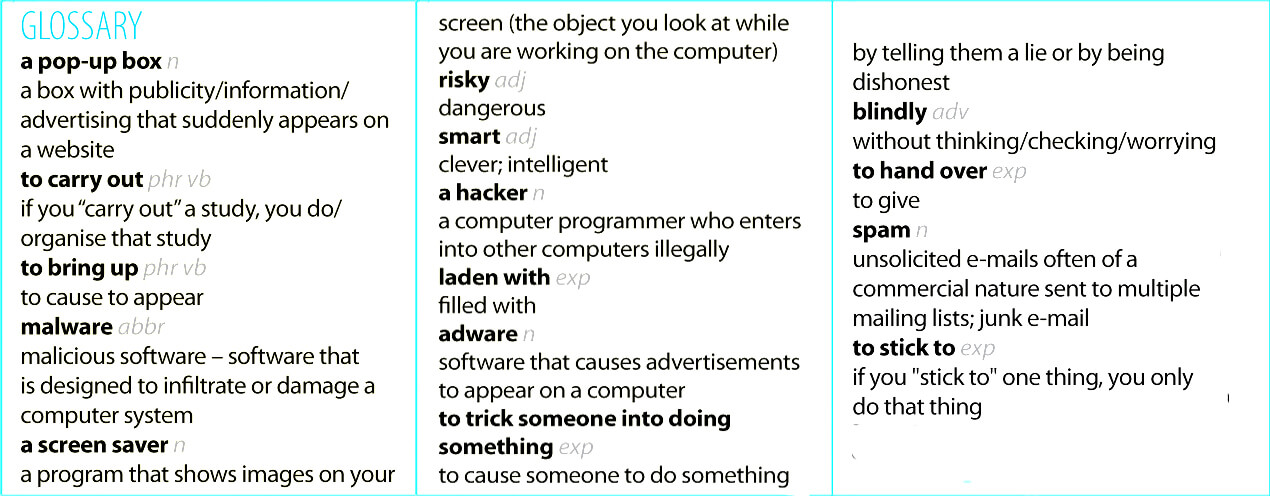 GLOSSARY
a pop-up box n
a box with publicity/information/
advertising that suddenly appears on
a website
to carry out phr vb
if you “carry out” a study, you do/
organise that study
to bring up phr vb
to cause to appear
malware abbr
malicious software – software that
is designed to infiltrate or damage a
computer system
a screen saver n
a program that shows images on your
screen (the object you look at while
you are working on the computer)
risky adj
dangerous
smart adj
clever; intelligent
a hacker n
a computer programmer who enters
into other computers illegally
laden with exp
filled with
adware n
software that causes advertisements
to appear on a computer
to trick someone into doing
something exp
to cause someone to do something
by telling them a lie or by being
dishonest
blindly adv
without thinking/checking/worrying
to hand over exp
to give
spam n
unsolicited e-mails often of a
commercial nature sent to multiple
mailing lists; junk e-mail
to stick to exp
if you "stick to" one thing, you only
do that thing